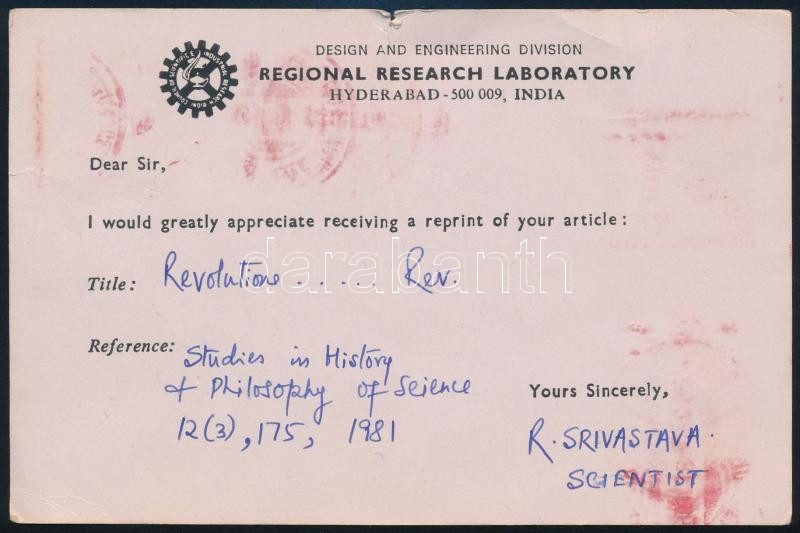 DESIGN AND ENGINEERING DIVISION
REGIONAL RESEARCH LABORATORY
HYDERABAD-500 009, INDIA
Dear Sir,
I would greatly appreciate receiving a reprint of your article:
Title: Revolutions ..... Rev.
darabanth
Reference: Studies in History
& Philosophy of Science
12(3), 175, 1981
Yours Sincerely,
R. SRIVASTAVA.
SCIENTIST